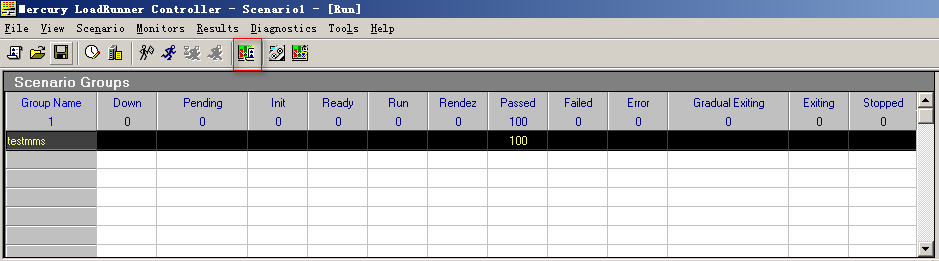 Mercury LoadRunner Controller - Scenario1 - [Run]
File View Scenario Monitors Results Diagnostics Tools Help
Scenario Groups
Group Name Down Pending Init Ready Run Rendez Passed Failed Error Gradual Exiting Exiting Stopped
1 0 0 0 0 0 0 100 0 0 0 0 0
testmms 100